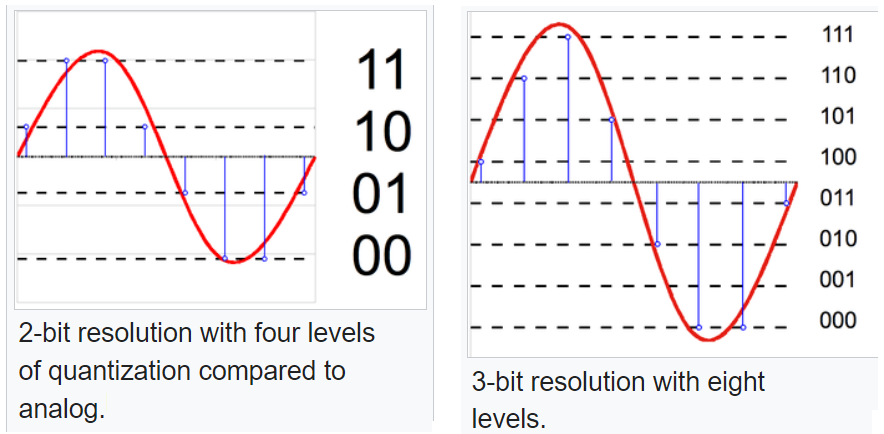 11
10
01
00
2-bit resolution with four levels
of quantization compared to
analog.
111
110
101
100
011
010
001
000
3-bit resolution with eight
levels.